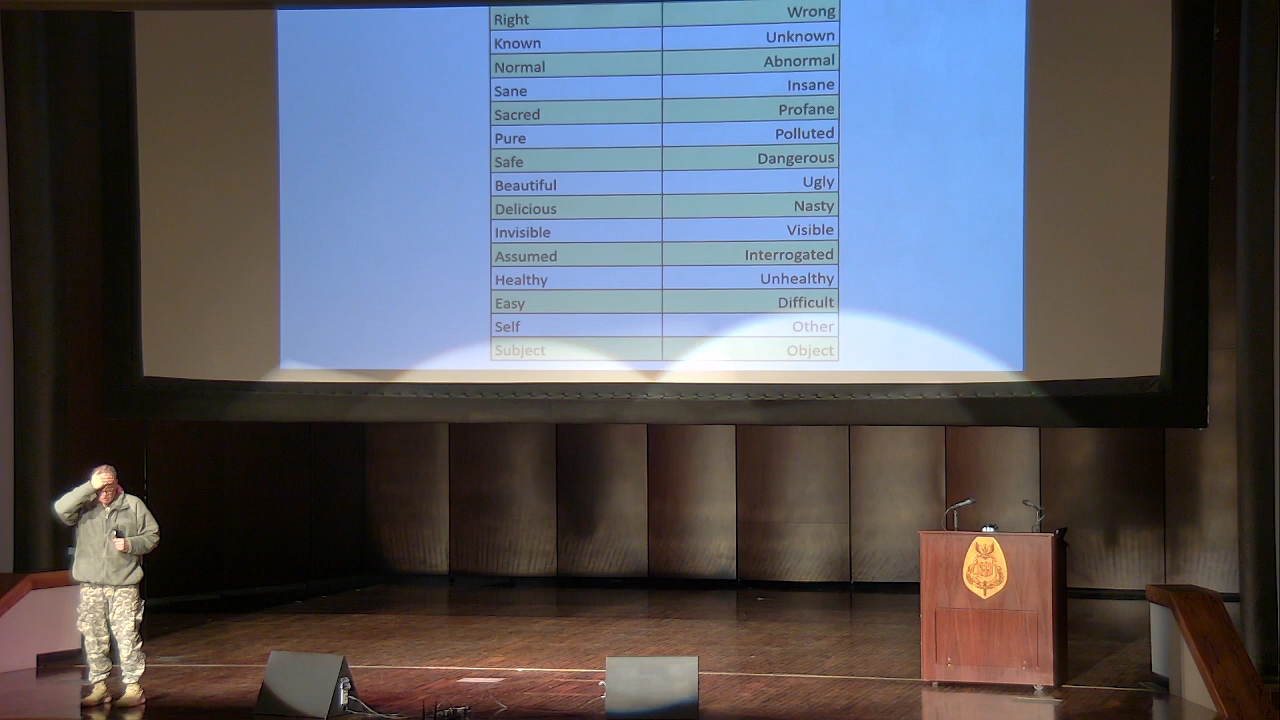 Right Wrong
Known Unknown
Normal Abnormal
Sane Insane
Sacred Profane
Pure Polluted
Safe Dangerous
Beautiful Ugly
Delicious Nasty
Invisible Visible
Assumed Interrogated
Healthy Unhealthy
Easy Difficult
Self Other
Subject Object